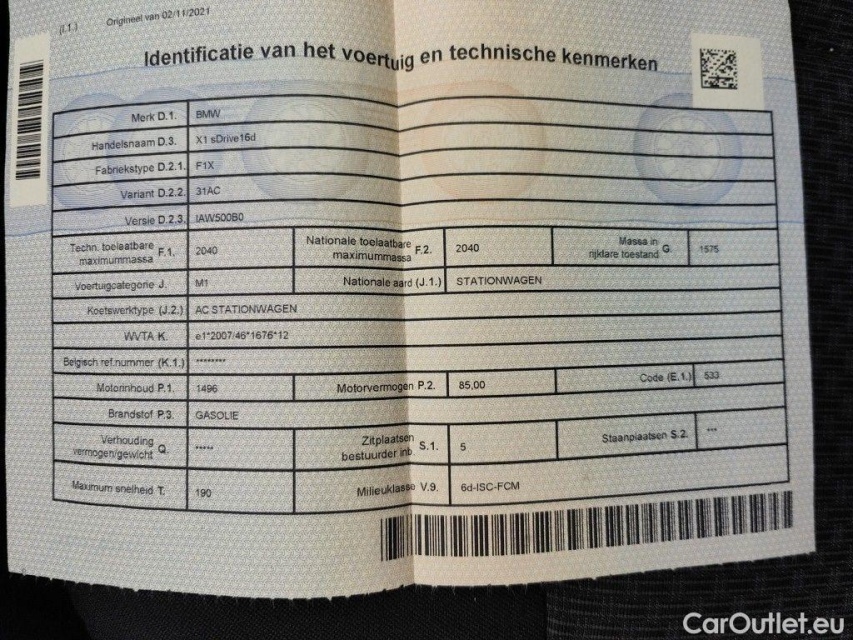 (I.1.) Origineel van 02/11/2021
Identificatie van het voertuig en technische kenmerken
Merk D.1. BMW
Handelsnaam D.3. X1 sDrive16d
Fabriekstype D.2.1. F1X
Variant D.2.2. 31AC
Versie D.2.3. IAW500B0
Techn. toelaatbare maximummassa F.1. 2040 Nationale toelaatbare maximummassa F.2. 2040 Massa in rijklare toestand G. 1575
Voertuigcategorie J. M1 Nationale aard (J.1.) STATIONWAGEN
Koetswerktype (J.2.) AC STATIONWAGEN
WVTA K. e1*2007/46*1676*12
Belgisch ref.nummer (K.1.) ********
Motorinhoud P.1. 1496 Motorvermogen P.2. 85,00 Code (E.1.) 533
Brandstof P.3. GASOLIE
Verhouding vermogen/gewicht Q. ***** Zitplaatsen bestuurder inb. S.1. 5 Staanplaatsen S.2. ***
Maximum snelheid T. 190 Milieuklasse V.9. 6d-ISC-FCM
CarOutlet.eu